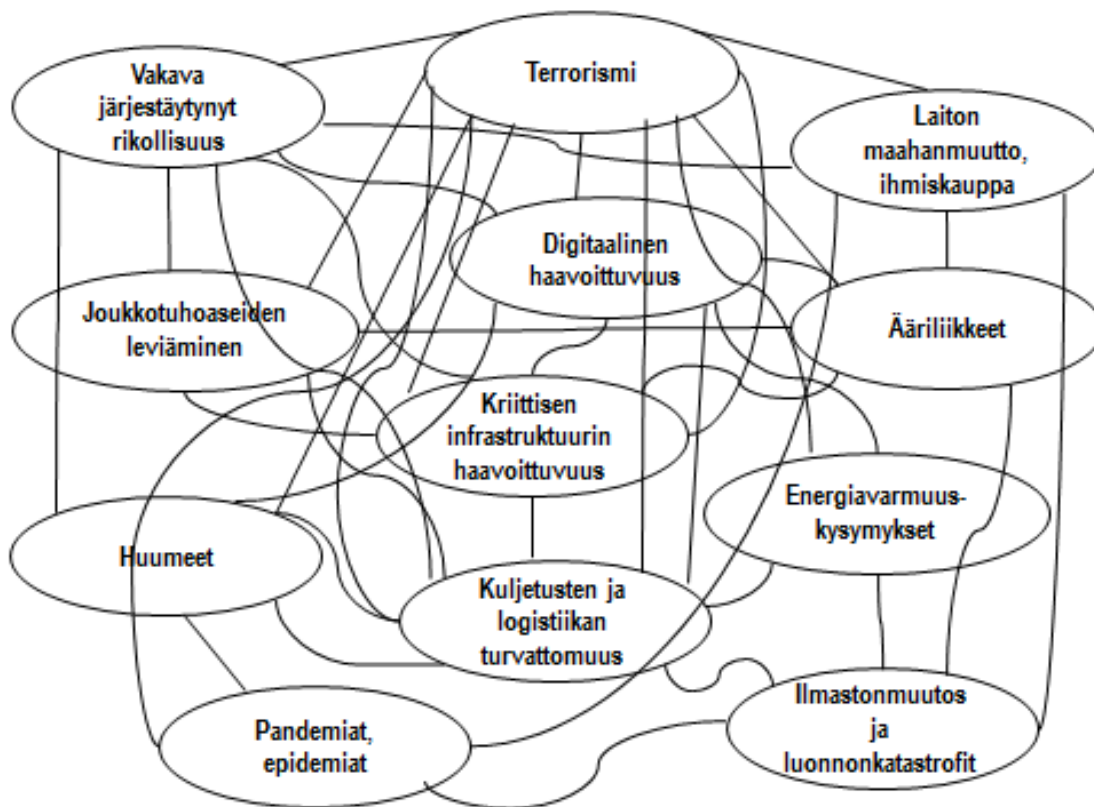 Terrorismi
Vakava
järjestäytynyt
rikollisuus
Laiton
maahanmuutto,
ihmiskauppa
Digitaalinen
haavoittuvuus
Joukkotuhoaseiden
leviäminen
Ääriliikkeet
Kriittisen
infrastruktuurin
haavoittuvuus
Energiavarmuus-
kysymykset
Huumeet
Kuljetusten ja
logistiikan
turvattomuus
Pandemiat,
epidemiat
Ilmastonmuutos
ja
luonnonkatastrofit